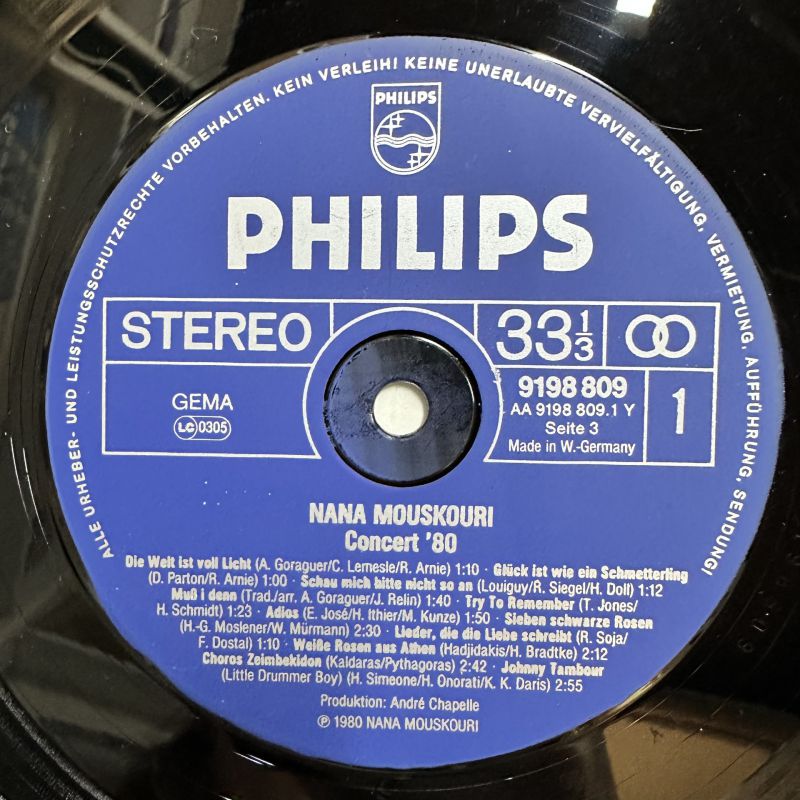 ALLE URHEBER- UND LEISTUNGSSCHUTZRECHTE VORBEHALTEN. KEIN VERLEIH! KEINE UNERLAUBTE VERVIELFÄLTIGUNG, VERMIETUNG, AUFFÜHRUNG, SENDUNG!
PHILIPS
PHILIPS
STEREO
33 1/3
GEMA
LC 0305
9198 809
AA 9198 809.1 Y
Seite 3
Made in W.-Germany
1
NANA MOUSKOURI
Concert '80
Die Welt ist voll Licht (A. Goraguer/C. Lemesle/R. Arnie) 1:10 · Glück ist wie ein Schmetterling
(D. Parton/R. Arnie) 1:00 · Schau mich bitte nicht so an (Louiguy/R. Siegel/H. Doll) 1:12
Muß i denn (Trad./arr. A. Goraguer/J. Relin) 1:40 · Try To Remember (T. Jones/
H. Schmidt) 1:23 · Adios (E. José/H. Ithier/M. Kunze) 1:50 · Sieben schwarze Rosen
(H.-G. Moslener/W. Mürmann) 2:30 · Lieder, die die Liebe schreibt (R. Soja/
F. Dostal) 1:10 · Weiße Rosen aus Athen (Hadjidakis/H. Bradtke) 2:12
Choros Zeimbekidon (Kaldaras/Pythagoras) 2:42 · Johnny Tambour
(Little Drummer Boy) (H. Simeone/H. Onorati/K. K. Daris) 2:55
Produktion: André Chapelle
℗ 1980 NANA MOUSKOURI